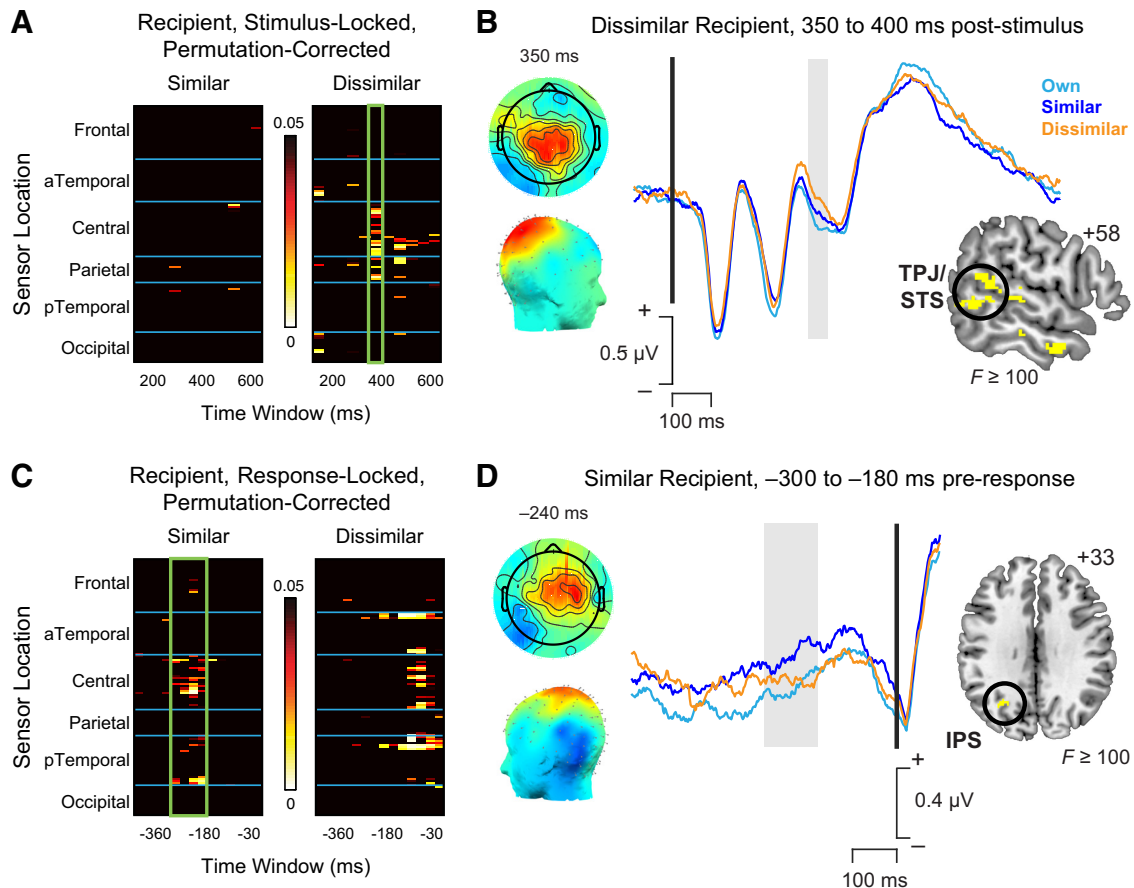 A
Recipient, Stimulus-Locked,
Permutation-Corrected
Similar
Dissimilar
Sensor Location
Frontal
aTemporal
Central
Parietal
pTemporal
Occipital
0.05
0
200 400 600
200 400 600
Time Window (ms)
B
Dissimilar Recipient, 350 to 400 ms post-stimulus
350 ms
Own
Similar
Dissimilar
+
0.5 µV
–
100 ms
+58
TPJ/
STS
F ≥ 100
C
Recipient, Response-Locked,
Permutation-Corrected
Similar
Dissimilar
Sensor Location
Frontal
aTemporal
Central
Parietal
pTemporal
Occipital
0.05
0
-360 -180 -30
-360 -180 -30
Time Window (ms)
D
Similar Recipient, –300 to –180 ms pre-response
–240 ms
+
0.4 µV
–
100 ms
+33
IPS
F ≥ 100